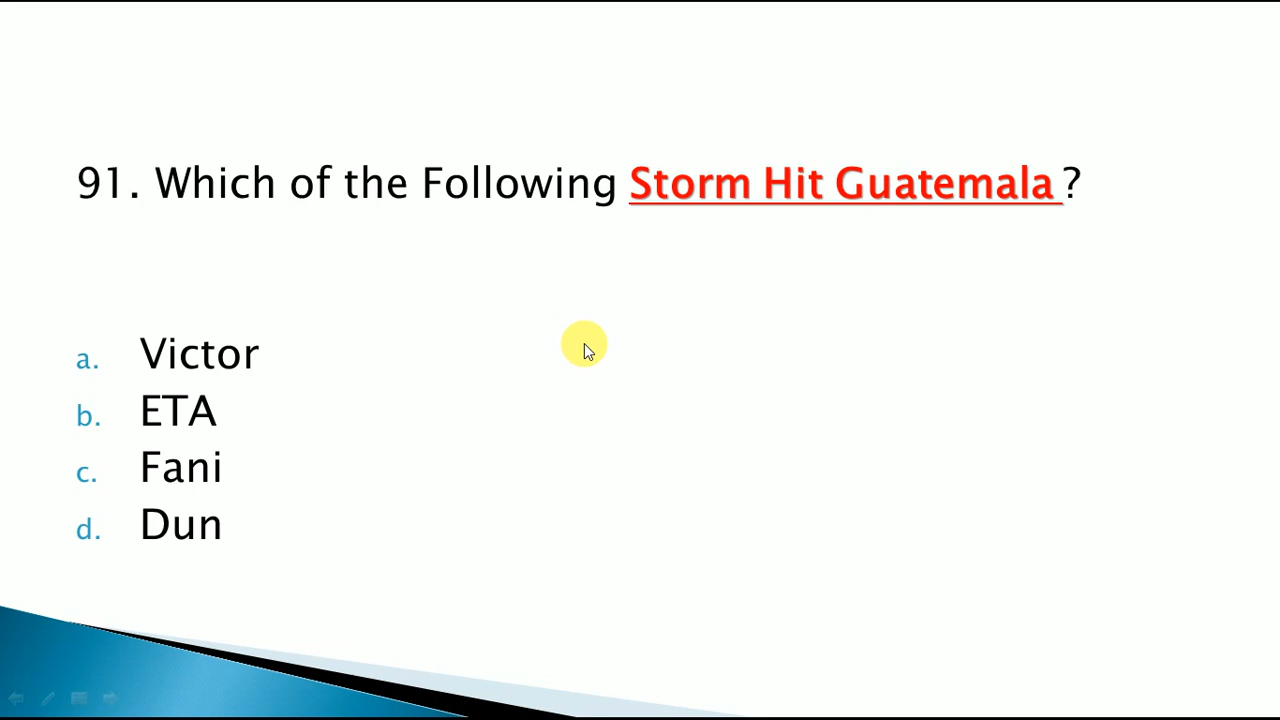 91. Which of the Following Storm Hit Guatemala ?
a. Victor
b. ETA
c. Fani
d. Dun